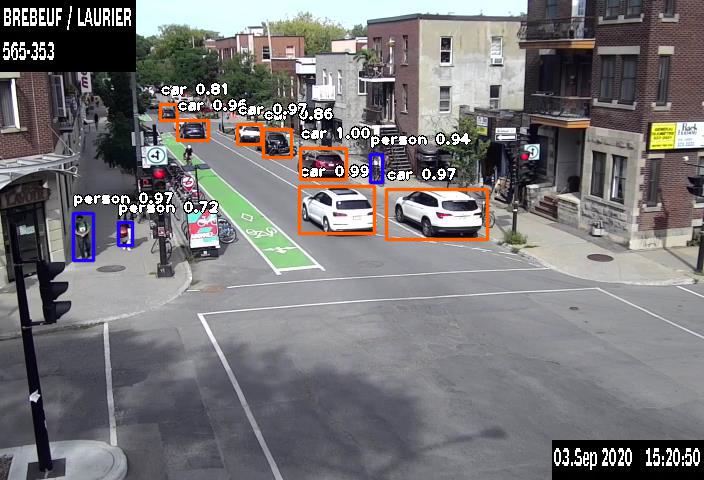 BREBEUF / LAURIER
565-353
car 0.81
car 0.96
car 0.97
car 0.86
car 1.00
person 0.94
car 0.99
car 0.97
person 0.97
person 0.72
03.Sep 2020 15:20:50